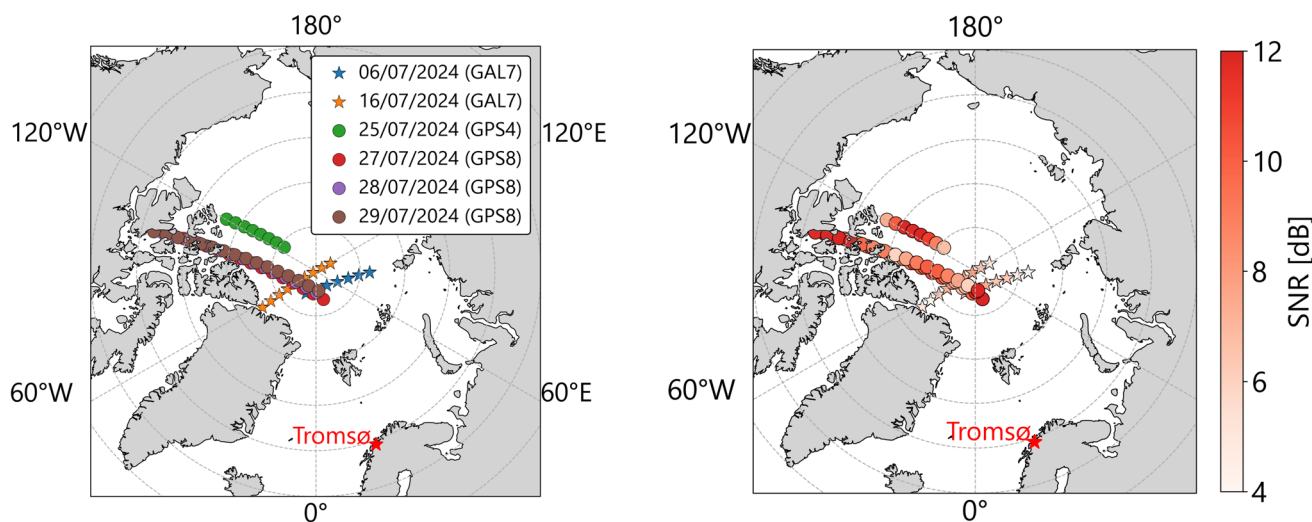 180°
06/07/2024 (GAL7)
16/07/2024 (GAL7)
25/07/2024 (GPS4)
27/07/2024 (GPS8)
28/07/2024 (GPS8)
29/07/2024 (GPS8)
120°W
120°E
60°W
60°E
Tromsø
0°
180°
120°W
60°W
Tromsø
0°
12
10
8
6
4
SNR [dB]